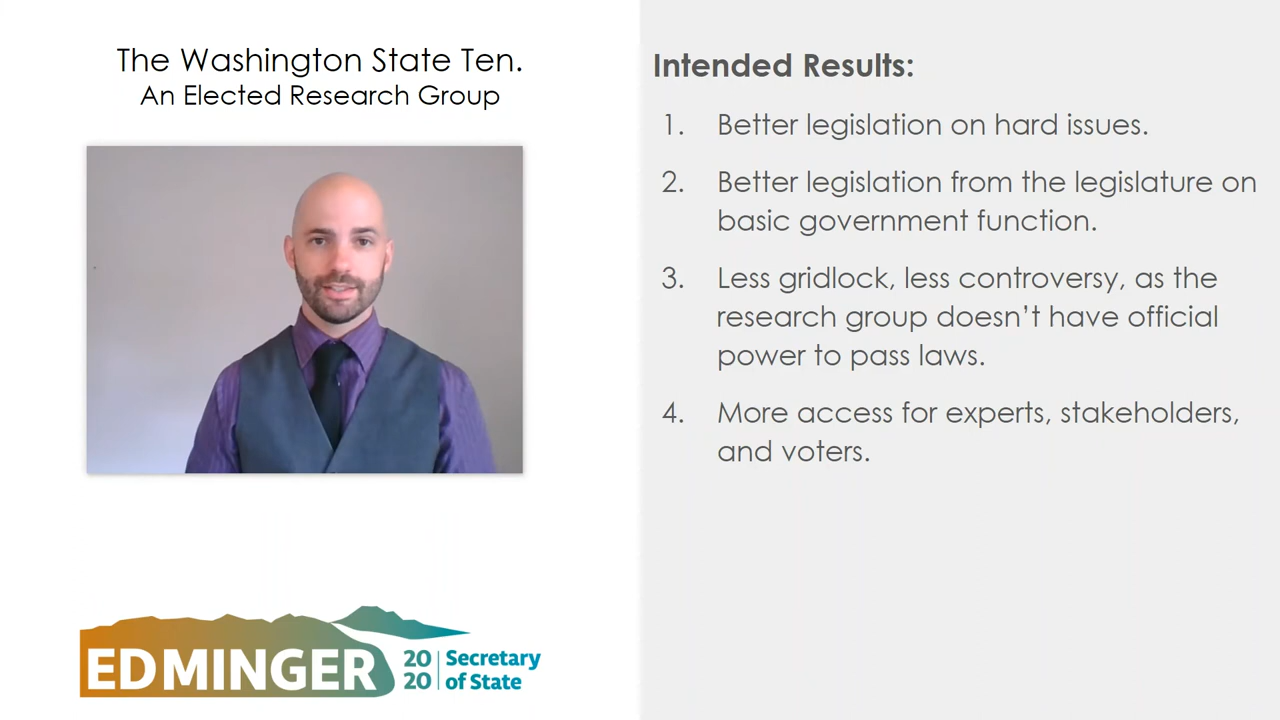 The Washington State Ten.
An Elected Research Group
EDMINGER
20
20
Secretary
of State
Intended Results:
1. Better legislation on hard issues.
2. Better legislation from the legislature on
basic government function.
3. Less gridlock, less controversy, as the
research group doesn’t have official
power to pass laws.
4. More access for experts, stakeholders,
and voters.